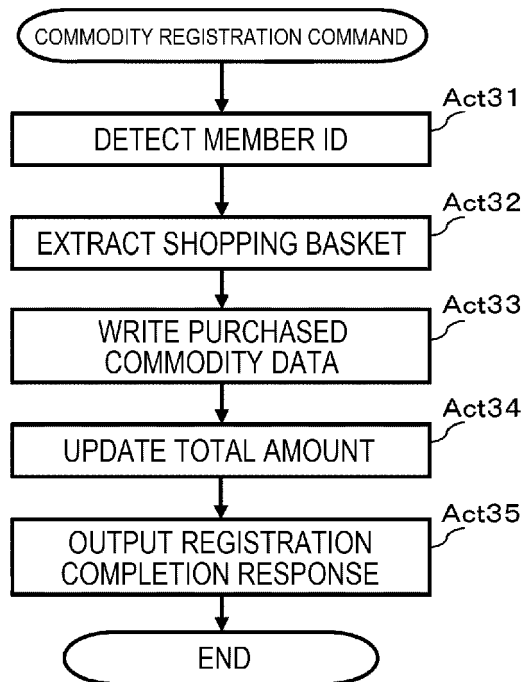 COMMODITY REGISTRATION COMMAND
Act31
DETECT MEMBER ID
Act32
EXTRACT SHOPPING BASKET
Act33
WRITE PURCHASED
COMMODITY DATA
Act34
UPDATE TOTAL AMOUNT
Act35
OUTPUT REGISTRATION
COMPLETION RESPONSE
END